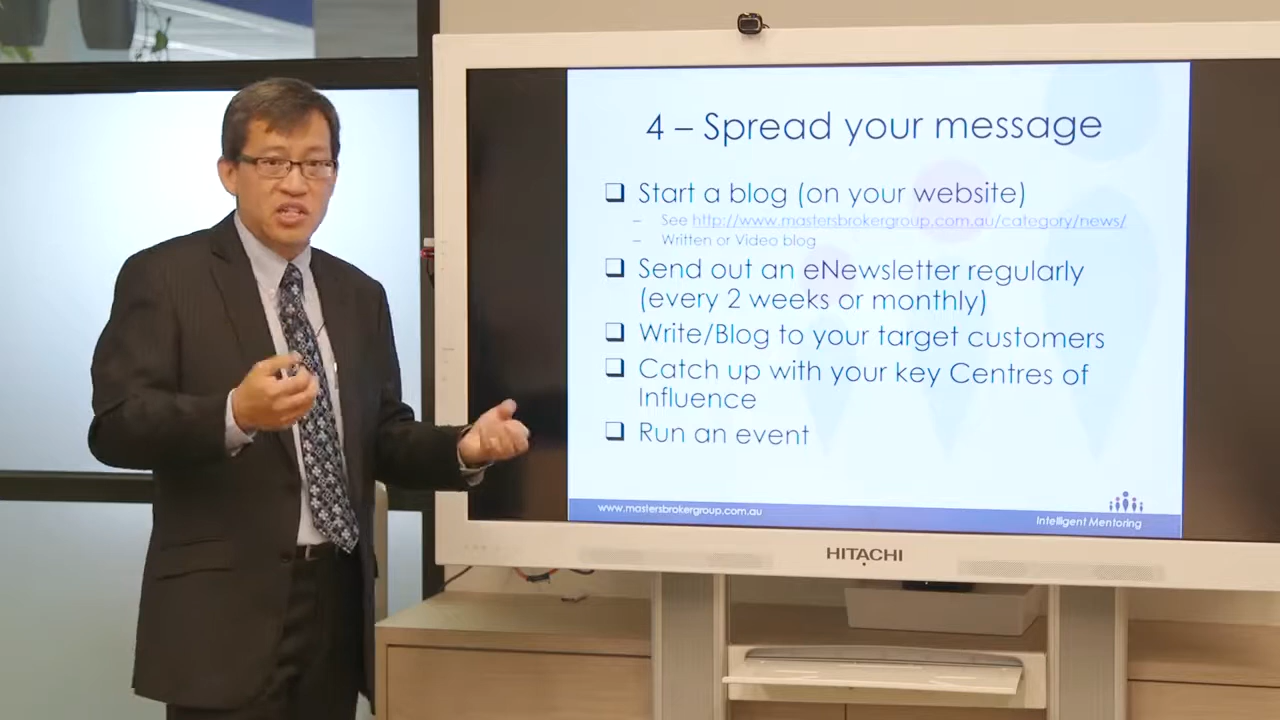 4 – Spread your message
❑ Start a blog (on your website)
– See http://www.mastersbrokergroup.com.au/category/news/
– Written or Video blog
❑ Send out an eNewsletter regularly
(every 2 weeks or monthly)
❑ Write/Blog to your target customers
❑ Catch up with your key Centres of
Influence
❑ Run an event
www.mastersbrokergroup.com.au
Intelligent Mentoring
HITACHI